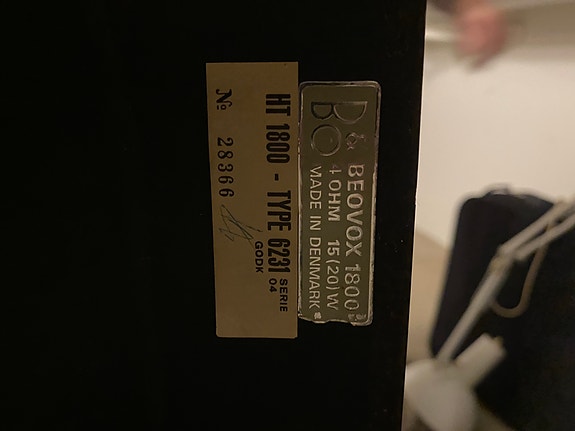 B&O
BEOVOX 1800
4 OHM 15(20)W
MADE IN DENMARK
HT 1800 - TYPE 6231
SERIE
04
GODK
№ 28366